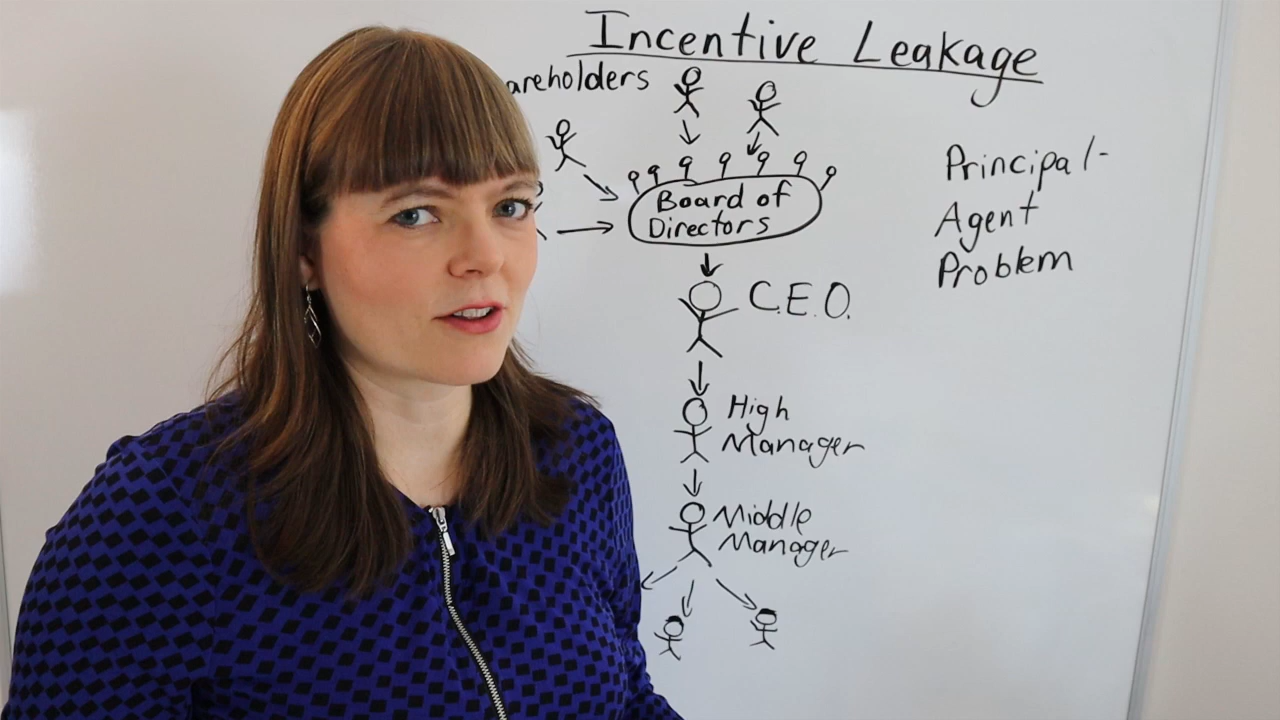 Incentive Leakage
areholders
Principal-
Agent
Problem
Board of
Directors
C.E.O.
High
Manager
Middle
Manager